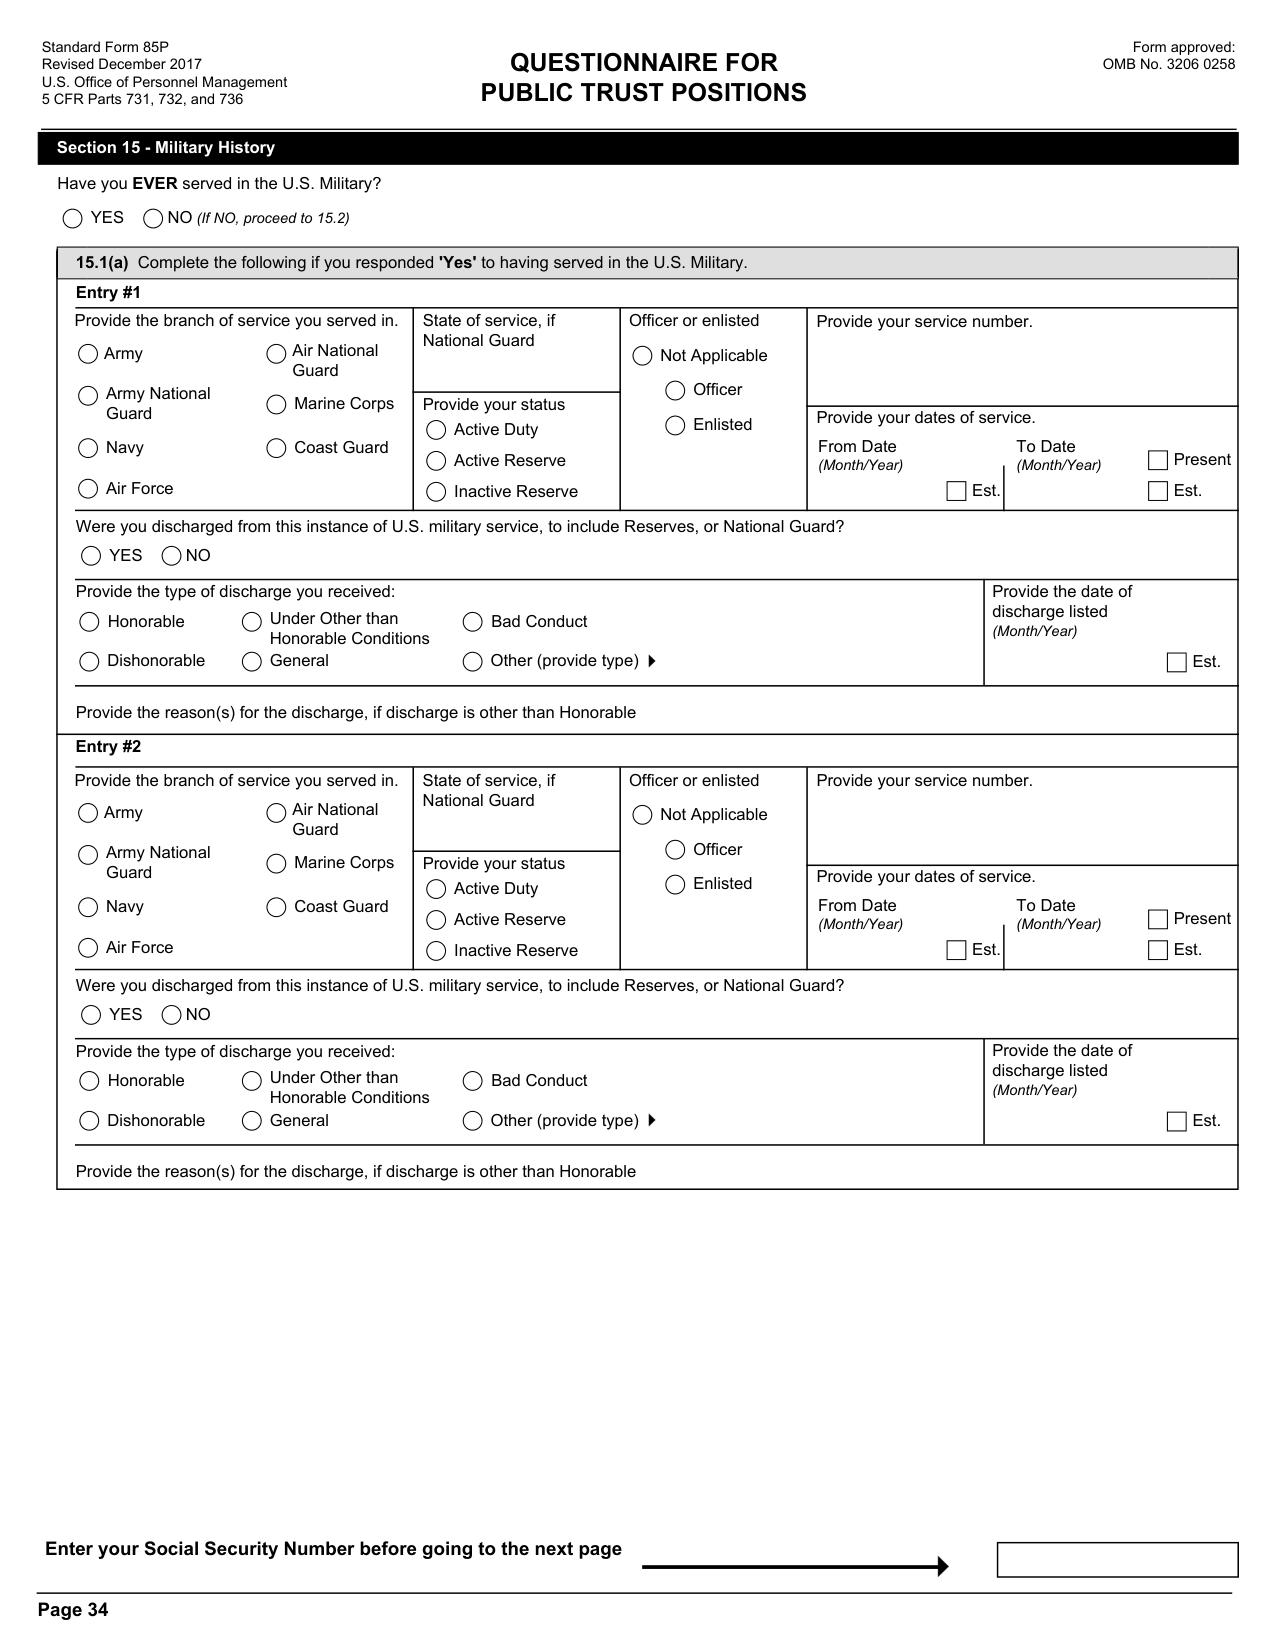 Standard Form 85P
Revised December 2017
U.S. Office of Personnel Management
5 CFR Parts 731, 732, and 736
QUESTIONNAIRE FOR
PUBLIC TRUST POSITIONS
Form approved:
OMB No. 3206 0258
Section 15 - Military History
Have you EVER served in the U.S. Military?
YES NO (If NO, proceed to 15.2)
15.1(a) Complete the following if you responded 'Yes' to having served in the U.S. Military.
Entry #1
Provide the branch of service you served in.
Army
Air National
Guard
Army National
Guard
Marine Corps
Navy
Coast Guard
Air Force
State of service, if
National Guard
Provide your status
Active Duty
Active Reserve
Inactive Reserve
Officer or enlisted
Not Applicable
Officer
Enlisted
Provide your service number.
Provide your dates of service.
From Date
(Month/Year)
Est.
To Date
(Month/Year)
Present
Est.
Were you discharged from this instance of U.S. military service, to include Reserves, or National Guard?
YES NO
Provide the type of discharge you received:
Honorable
Under Other than
Honorable Conditions
Bad Conduct
Dishonorable
General
Other (provide type)
Provide the date of
discharge listed
(Month/Year)
Est.
Provide the reason(s) for the discharge, if discharge is other than Honorable
Entry #2
Provide the branch of service you served in.
Army
Air National
Guard
Army National
Guard
Marine Corps
Navy
Coast Guard
Air Force
State of service, if
National Guard
Provide your status
Active Duty
Active Reserve
Inactive Reserve
Officer or enlisted
Not Applicable
Officer
Enlisted
Provide your service number.
Provide your dates of service.
From Date
(Month/Year)
Est.
To Date
(Month/Year)
Present
Est.
Were you discharged from this instance of U.S. military service, to include Reserves, or National Guard?
YES NO
Provide the type of discharge you received:
Honorable
Under Other than
Honorable Conditions
Bad Conduct
Dishonorable
General
Other (provide type)
Provide the date of
discharge listed
(Month/Year)
Est.
Provide the reason(s) for the discharge, if discharge is other than Honorable
Enter your Social Security Number before going to the next page
Page 34